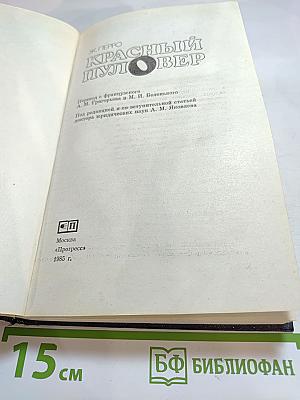 Ж. ПЕРРО
КРАСНЫЙ
ПУЛОВЕР
Перевод с французского
А. М. Григорьева и М. И. Беленького
Под редакцией и со вступительной статьей
доктора юридических наук А. М. Яковлева
Москва
«Прогресс»
1985 г.
15 см
БФ БИБЛИОФАН